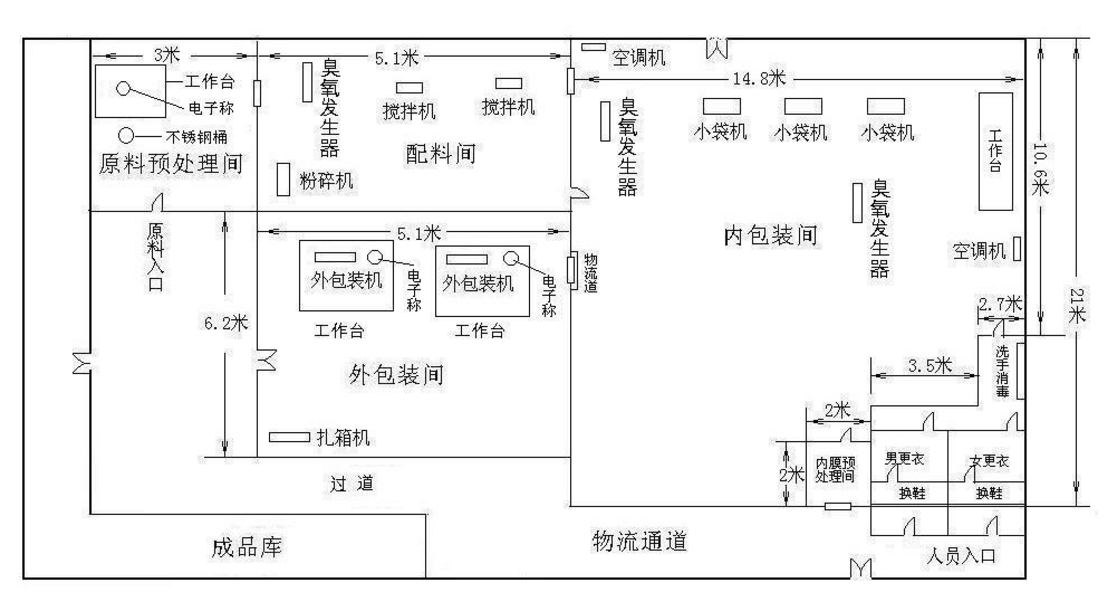 3米
5.1米
空调机
14.8米
工作台
电子称
不锈钢桶
原料预处理间
臭氧发生器
搅拌机
搅拌机
配料间
粉碎机
臭氧发生器
小袋机
小袋机
小袋机
工作台
10.6米
21米
臭氧发生器
内包装间
空调机
原料入口
5.1米
外包装机
电子称
外包装机
电子称
物流道
工作台
工作台
6.2米
外包装间
扎箱机
2.7米
洗手消毒
3.5米
2米
2米
内膜预
处理间
男更衣
女更衣
换鞋
换鞋
过 道
成品库
物流通道
人员入口